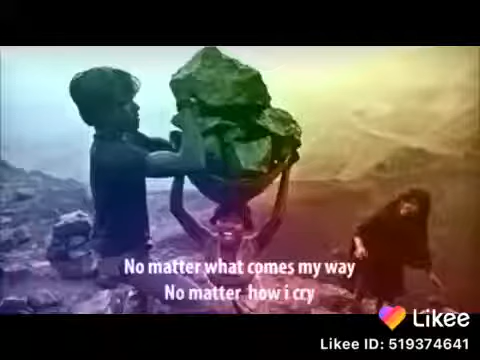 No matter what comes my way
No matter how i cry
Likee
Likee ID: 519374641